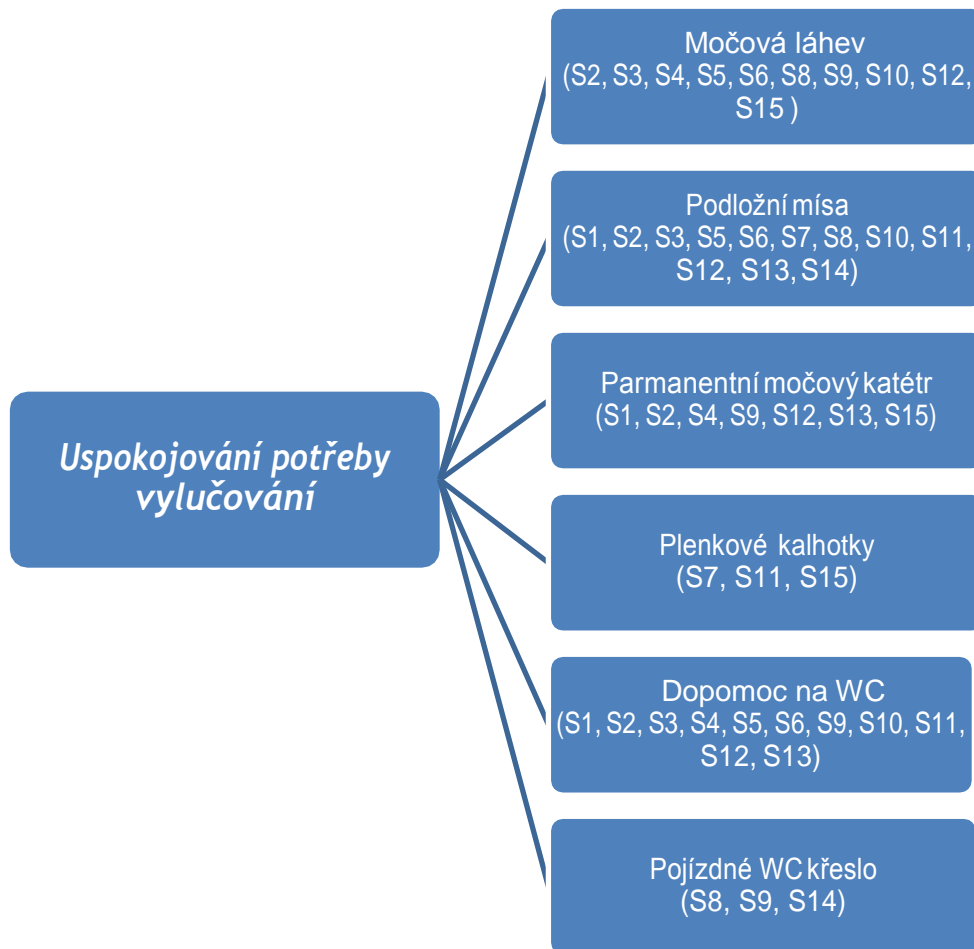 Močová láhev
(S2, S3, S4, S5, S6, S8, S9, S10, S12,
S15 )
Podložní mísa
(S1, S2, S3, S5, S6, S7, S8, S10, S11,
S12, S13, S14)
Parmanentní močový katétr
(S1, S2, S4, S9, S12, S13, S15)
Uspokojování potřeby
vylučování
Plenkové kalhotky
(S7, S11, S15)
Dopomoc na WC
(S1, S2, S3, S4, S5, S6, S9, S10, S11,
S12, S13)
Pojízdné WC křeslo
(S8, S9, S14)